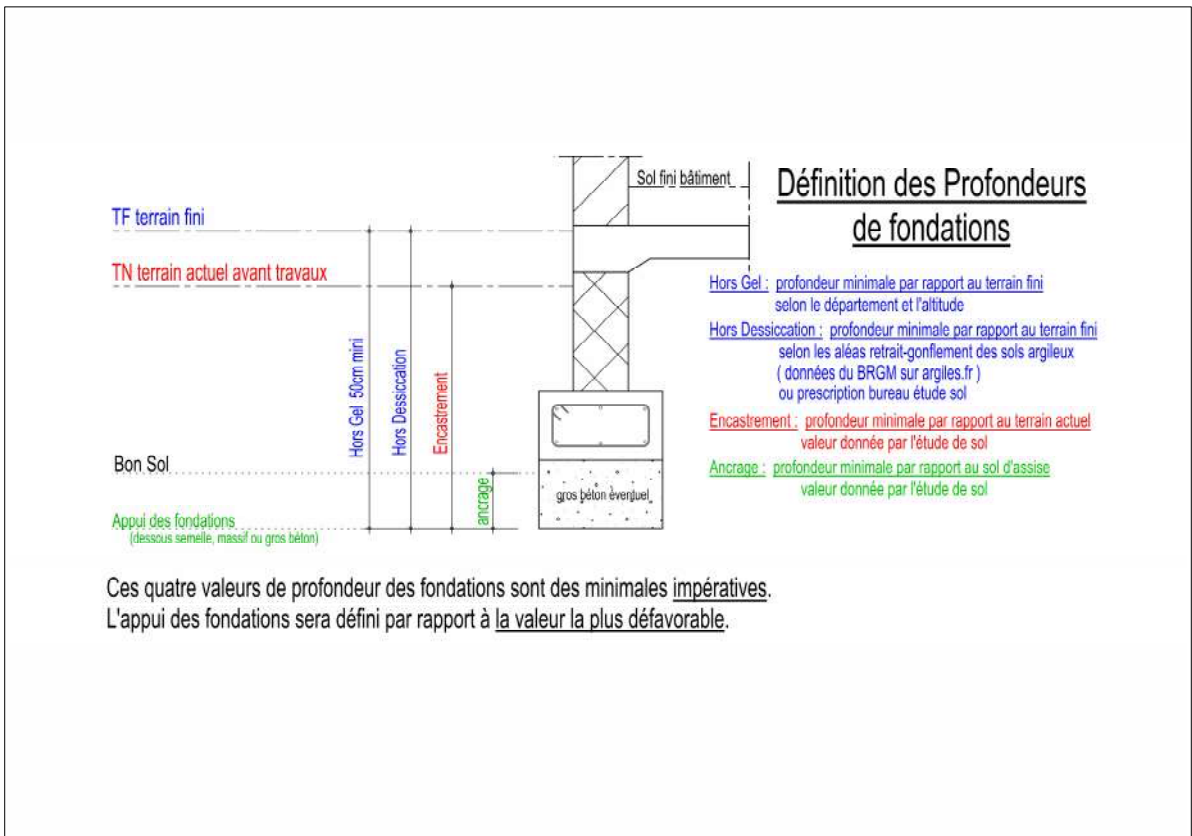 Sol fini bâtiment
Définition des Profondeurs
de fondations
TF terrain fini
TN terrain actuel avant travaux
Hors Gel : profondeur minimale par rapport au terrain fini
selon le département et l'altitude
Hors Dessiccation : profondeur minimale par rapport au terrain fini
selon les aléas retrait-gonflement des sols argileux
( données du BRGM sur argiles.fr )
ou prescription bureau étude sol
Encastrement : profondeur minimale par rapport au terrain actuel
valeur donnée par l'étude de sol
Ancrage : profondeur minimale par rapport au sol d'assise
valeur donnée par l'étude de sol
Hors Gel 50cm mini
Hors Dessiccation
Encastrement
Bon Sol
ancrage
gros béton éventuel
Appui des fondations
(dessous semelle, massif ou gros béton)
Ces quatre valeurs de profondeur des fondations sont des minimales impératives.
L'appui des fondations sera défini par rapport à la valeur la plus défavorable.